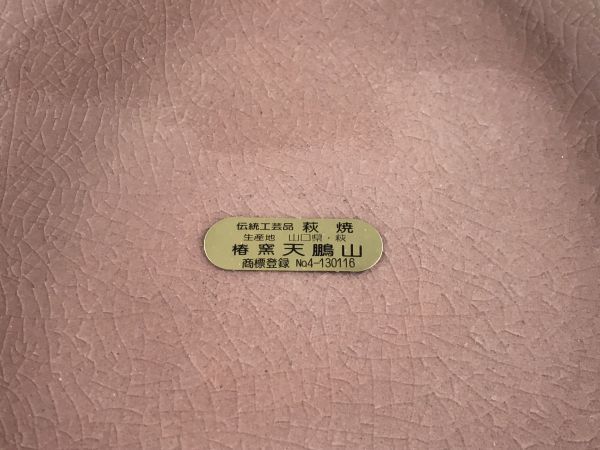 伝統工芸品 萩焼
生産地 山口県・萩
椿窯 天鵬山
商標登録 No.4-130116